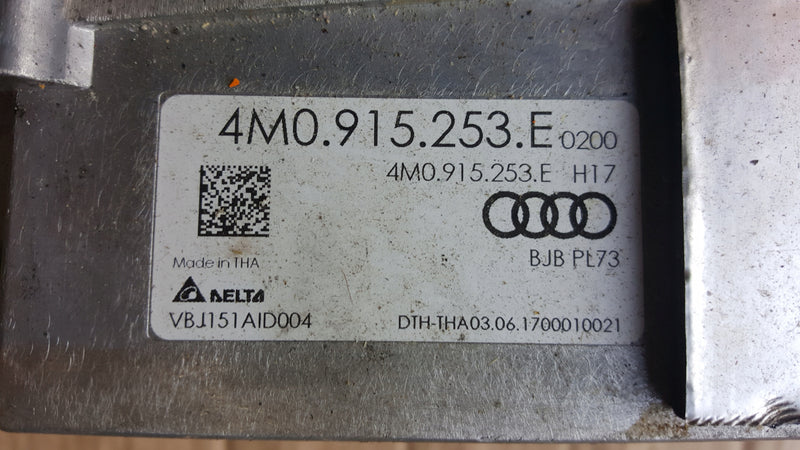 4M0.915.253.E 0200
4M0.915.253.E H17
BJB PL73
Made in THA
DELTA
VBJ151AID004
DTH-THA03.06.1700010021